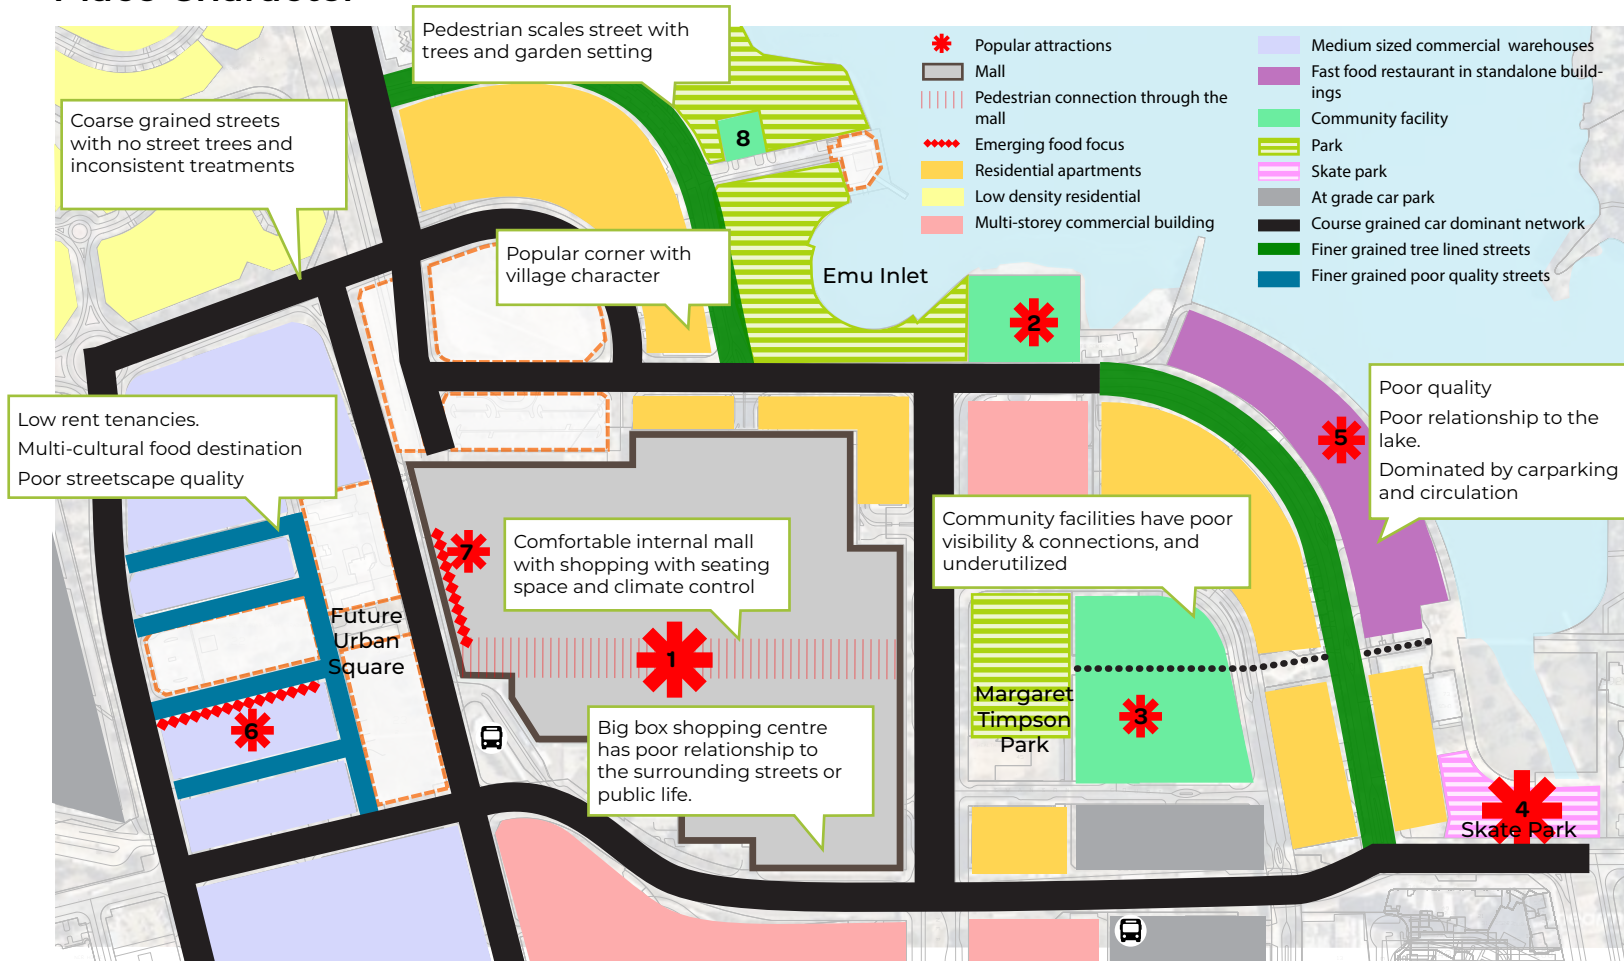 Place Character
Pedestrian scales street with
trees and garden setting
Coarse grained streets
with no street trees and
inconsistent treatments
Popular corner with
village character
8
Emu Inlet
2
Popular attractions
Mall
Pedestrian connection through the
mall
Emerging food focus
Residential apartments
Low density residential
Multi-storey commercial building
Medium sized commercial warehouses
Fast food restaurant in standalone build-
ings
Community facility
Park
Skate park
At grade car park
Course grained car dominant network
Finer grained tree lined streets
Finer grained poor quality streets
Low rent tenancies.
Multi-cultural food destination
Poor streetscape quality
Poor quality
Poor relationship to the
lake.
Dominated by carparking
and circulation
5
7
Comfortable internal mall
with shopping with seating
space and climate control
Community facilities have poor
visibility & connections, and
underutilized
Future
Urban
Square
1
6
Margaret
Timpson
Park
3
Big box shopping centre
has poor relationship to
the surrounding streets or
public life.
4
Skate Park